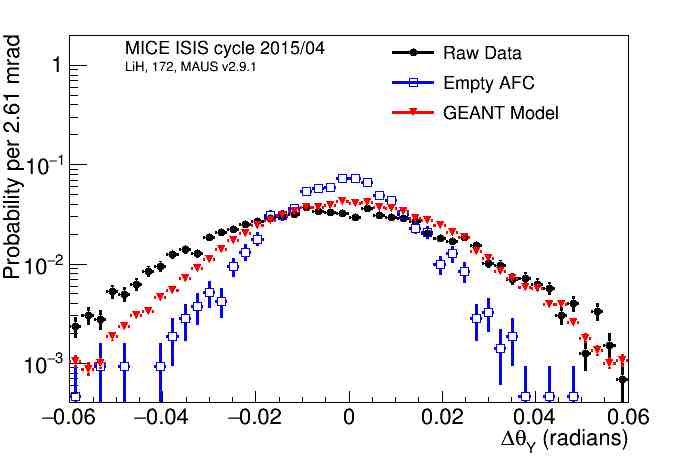 MICE ISIS cycle 2015/04
LiH, 172, MAUS v2.9.1
Raw Data
Empty AFC
GEANT Model
Probability per 2.61 mrad
1
10⁻¹
10⁻²
10⁻³
−0.06 −0.04 −0.02 0 0.02 0.04 0.06
Δθ_Y (radians)